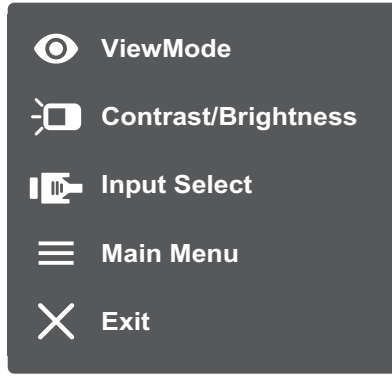 ViewMode
Contrast/Brightness
Input Select
Main Menu
Exit